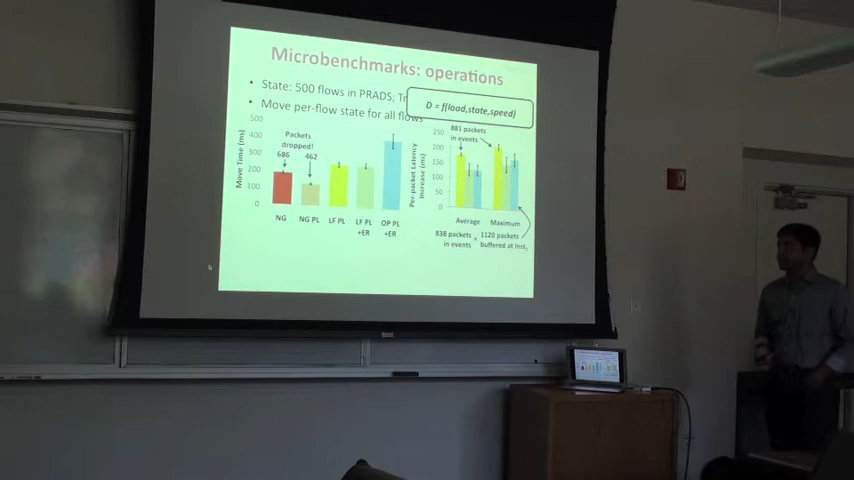 Microbenchmarks: operations
• State: 500 flows in PRADS; Tr
D = f(load,state,speed)
• Move per-flow state for all flows
Move Time (ms)
500
400
300
200
100
0
Packets
dropped!
686
462
NG
NG PL
LF PL
LF PL
+ER
OP PL
+ER
Per-packet Latency
Increase (ms)
250
200
150
100
50
0
881 packets
in events
Average
Maximum
838 packets
in events
+
1120 packets
buffered at Inst₂